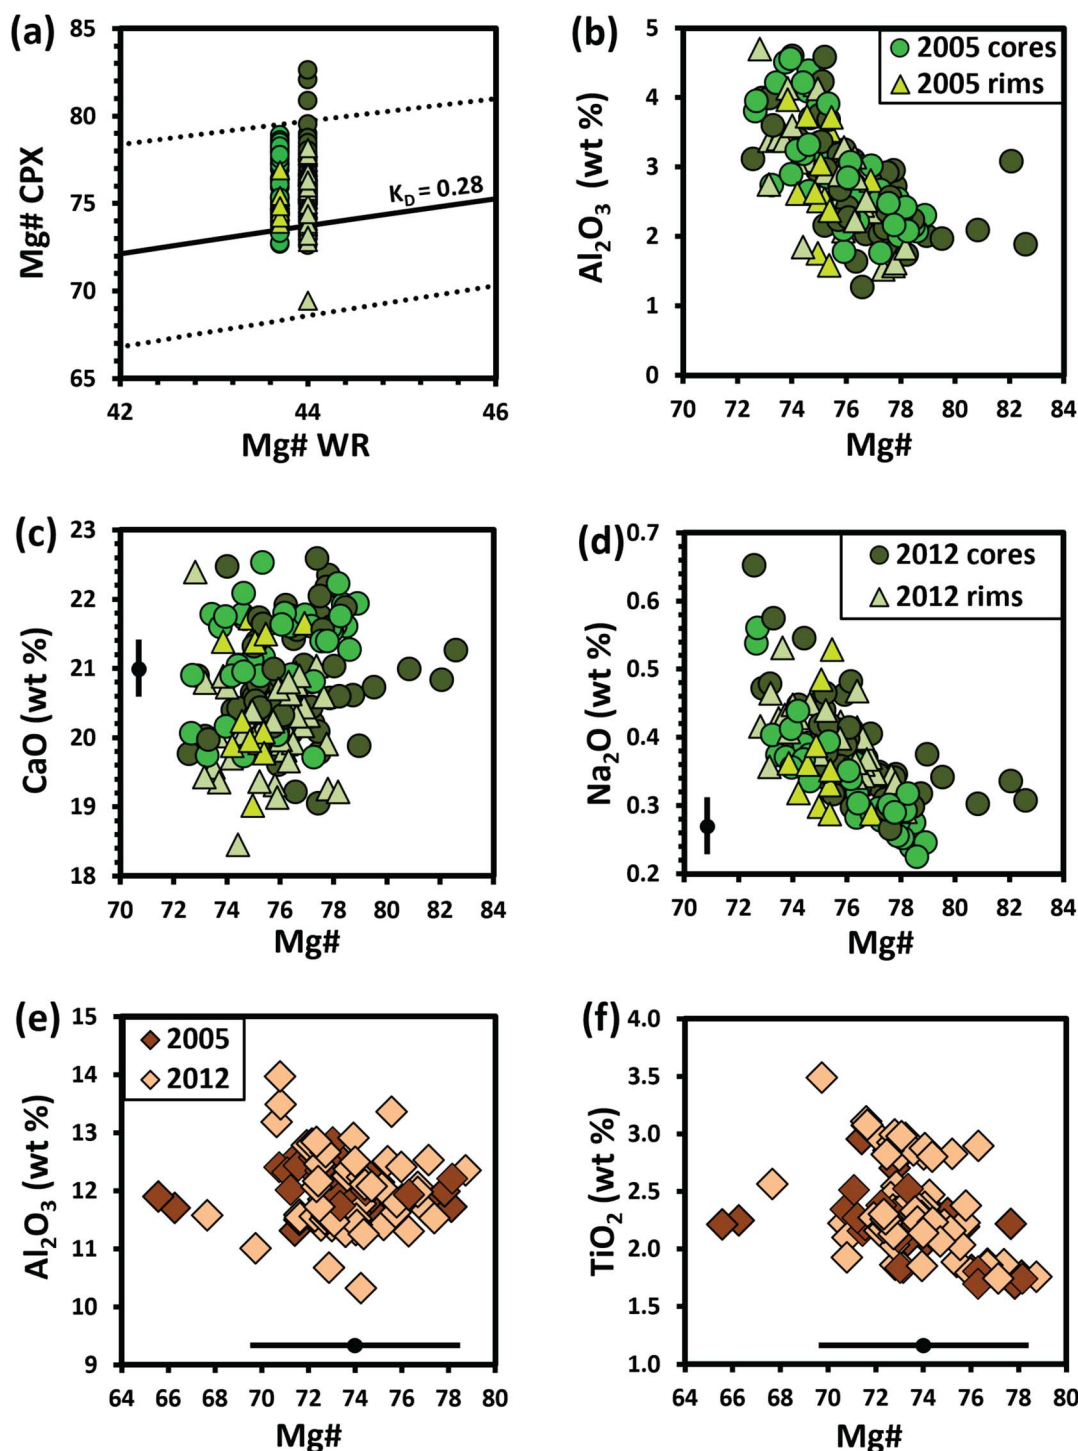 (a)
85
80
75
70
65
Mg# CPX
K_D = 0.28
42
44
46
Mg# WR
(b)
2005 cores
2005 rims
5
4
3
2
1
0
Al₂O₃ (wt %)
70 72 74 76 78 80 82 84
Mg#
(c)
23
22
21
20
19
18
CaO (wt %)
70 72 74 76 78 80 82 84
Mg#
(d)
2012 cores
2012 rims
0.7
0.6
0.5
0.4
0.3
0.2
Na₂O (wt %)
70 72 74 76 78 80 82 84
Mg#
(e)
2005
2012
15
14
13
12
11
10
9
Al₂O₃ (wt %)
64 66 68 70 72 74 76 78 80
Mg#
(f)
4.0
3.5
3.0
2.5
2.0
1.5
1.0
TiO₂ (wt %)
64 66 68 70 72 74 76 78 80
Mg#